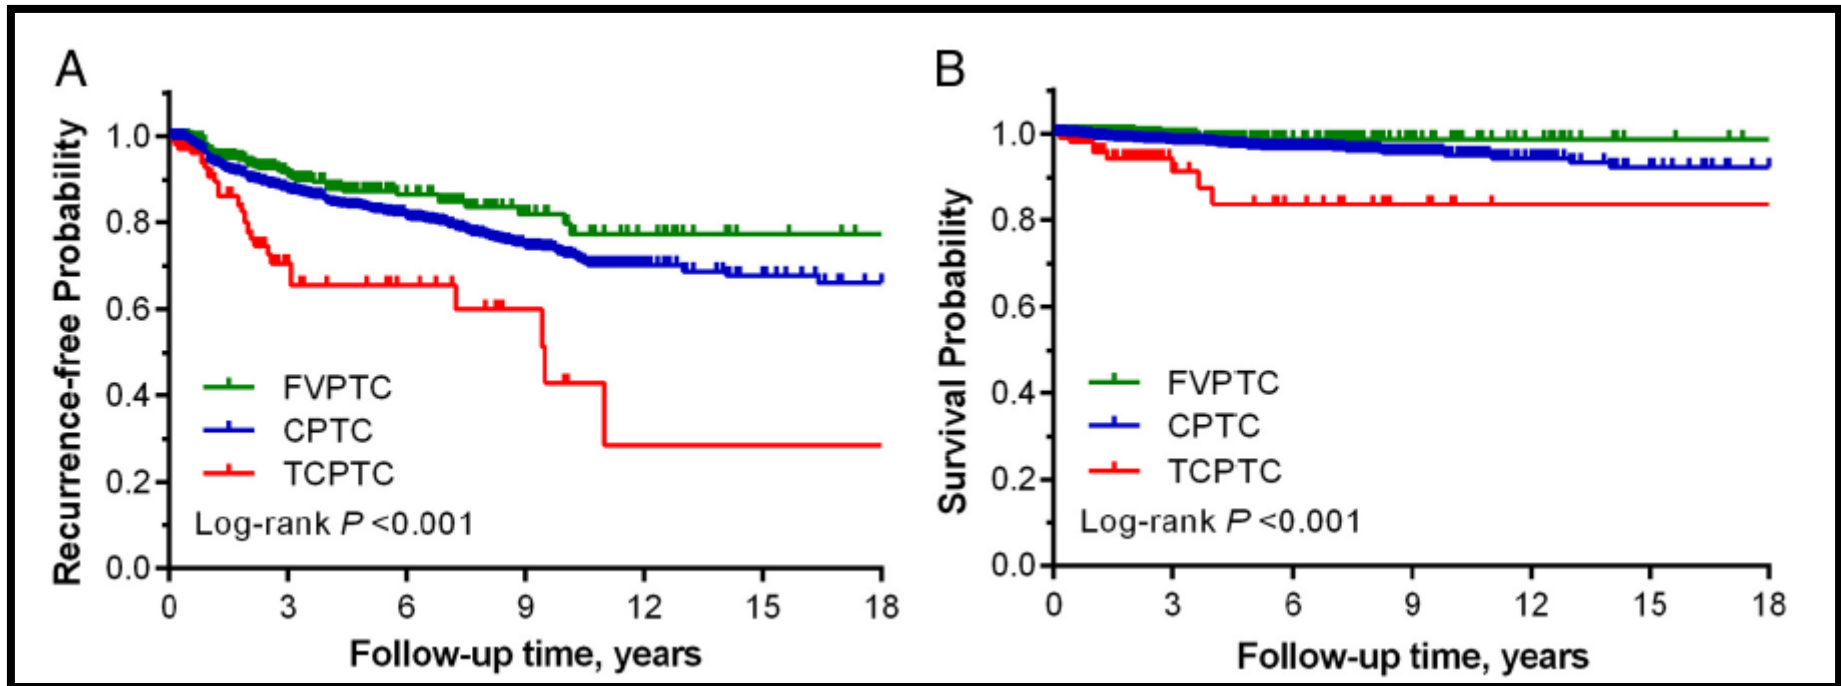 A
Recurrence-free Probability
1.0
0.8
0.6
0.4
0.2
0.0
FVPTC
CPTC
TCPTC
Log-rank P <0.001
0 3 6 9 12 15 18
Follow-up time, years
B
Survival Probability
1.0
0.8
0.6
0.4
0.2
0.0
FVPTC
CPTC
TCPTC
Log-rank P <0.001
0 3 6 9 12 15 18
Follow-up time, years